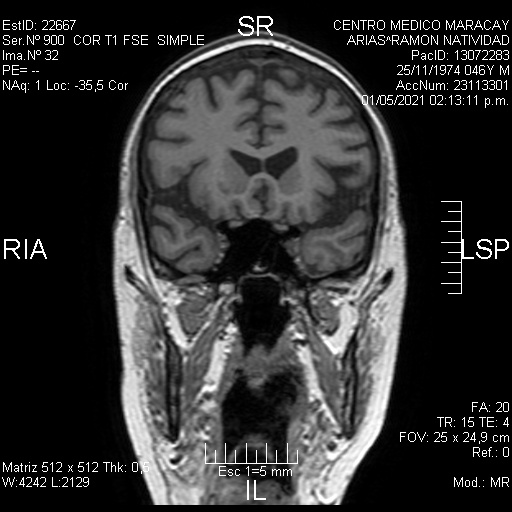 EstID: 22667
Ser.Nº 900 COR T1 FSE SIMPLE
Ima.Nº 32
PE= --
NAq: 1 Loc: -35,5 Cor
SR
CENTRO MEDICO MARACAY
ARIAS^RAMON NATIVIDAD
PacID: 13072283
25/11/1974 046Y M
AccNum: 23113301
01/05/2021 02:13:11 p.m.
RIA
LSP
FA: 20
TR: 15 TE: 4
FOV: 25 x 24,9 cm
Ref.: 0
Matriz 512 x 512 Thk: 0,6
Esc 1=5 mm
W:4242 L:2129
IL
Mod.: MR